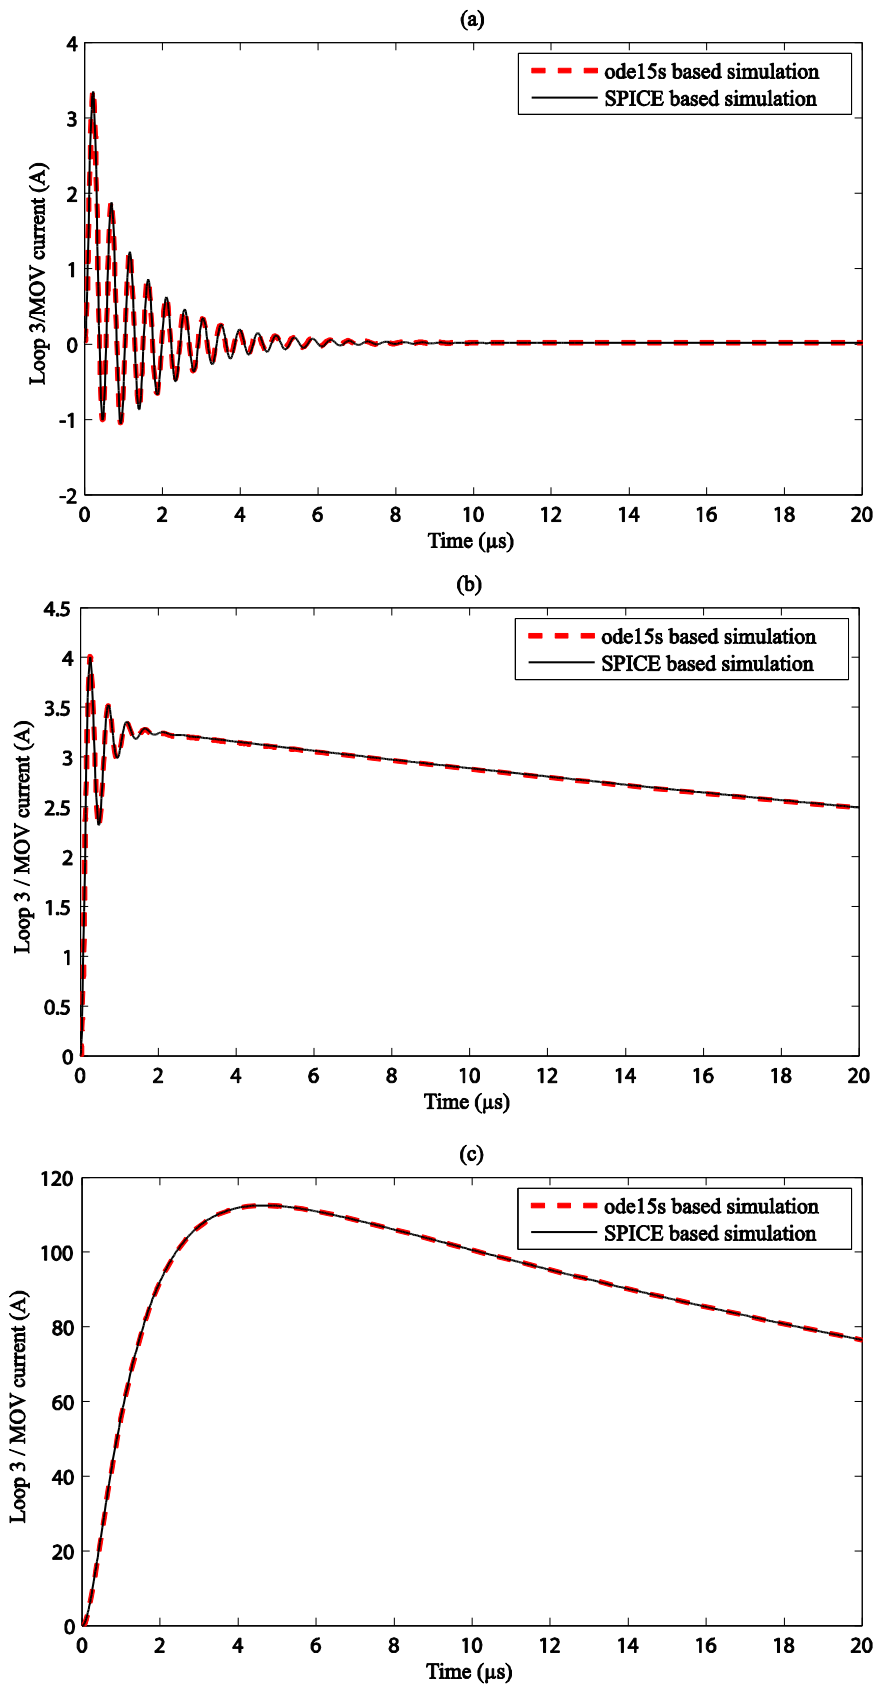 (a)
4
3
2
1
0
-1
-2
Loop 3/MOV current (A)
ode15s based simulation
SPICE based simulation
0 2 4 6 8 10 12 14 16 18 20
Time (µs)
(b)
4.5
4
3.5
3
2.5
2
1.5
1
0.5
0
Loop 3 / MOV current (A)
ode15s based simulation
SPICE based simulation
0 2 4 6 8 10 12 14 16 18 20
Time (µs)
(c)
120
100
80
60
40
20
0
Loop 3 / MOV current (A)
ode15s based simulation
SPICE based simulation
0 2 4 6 8 10 12 14 16 18 20
Time (µs)